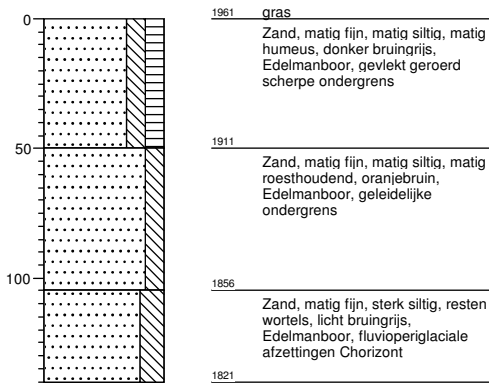 0
1961 gras
Zand, matig fijn, matig siltig, matig
humeus, donker bruingrijs,
Edelmanboor, gevlekt geroerd
scherpe ondergrens
50
1911
Zand, matig fijn, matig siltig, matig
roesthoudend, oranjebruin,
Edelmanboor, geleidelijke
ondergrens
100
1856
Zand, matig fijn, sterk siltig, resten
wortels, licht bruingrijs,
Edelmanboor, fluvioperiglaciale
afzettingen Chorizont
1821